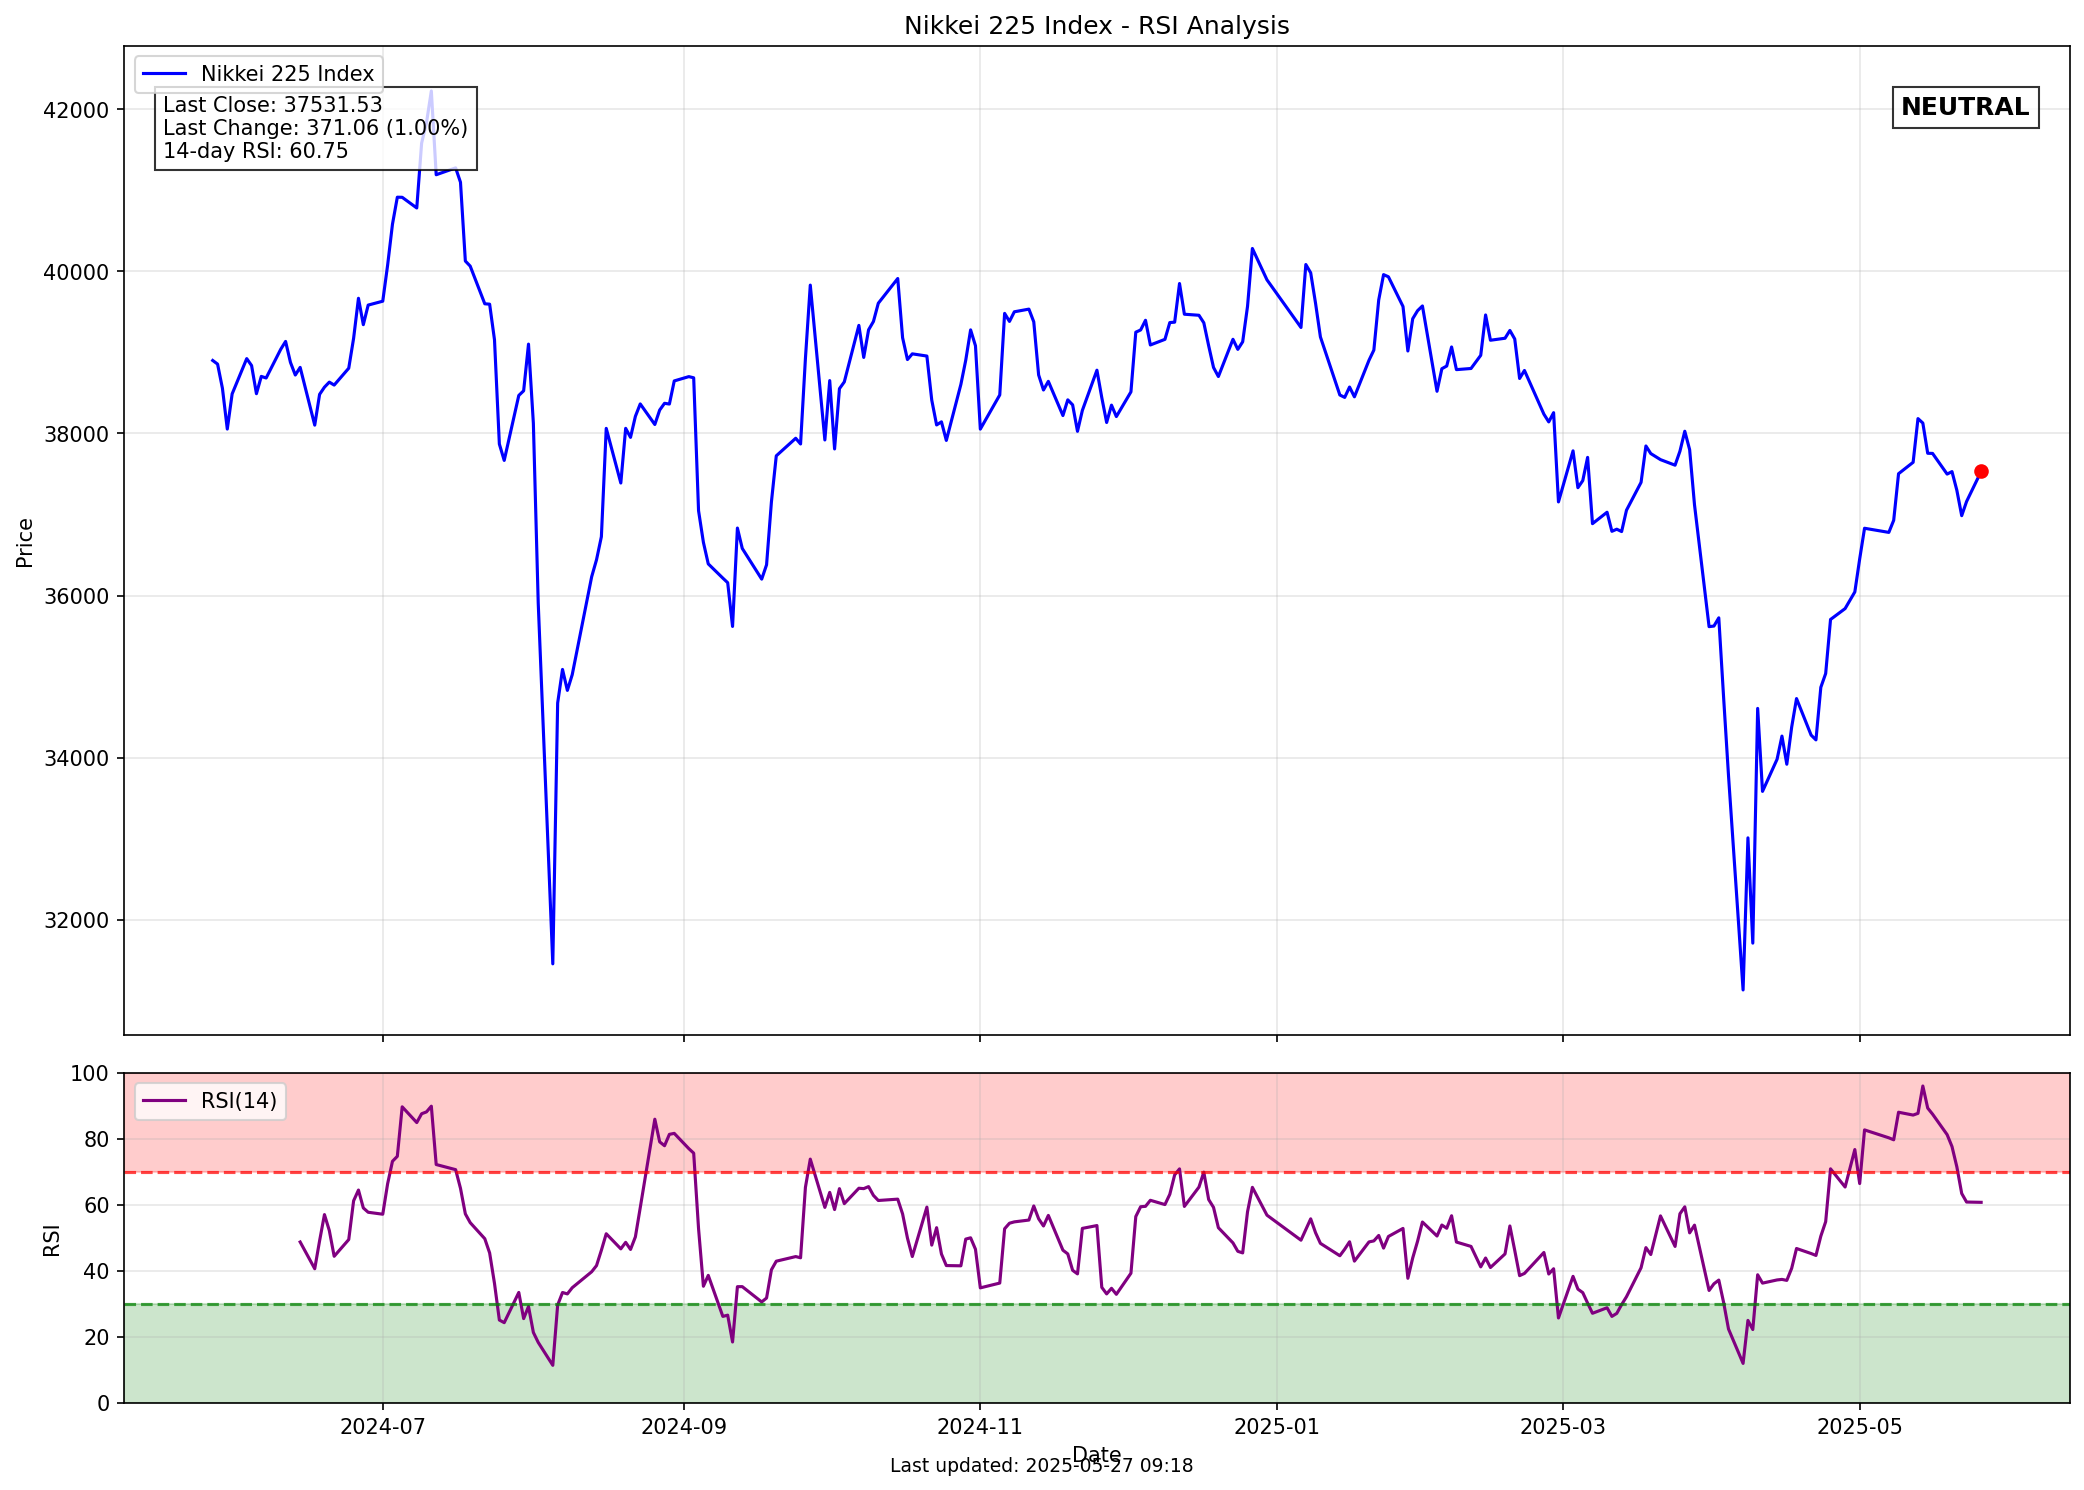 Nikkei 225 Index - RSI Analysis
Nikkei 225 Index
Last Close: 37531.53
Last Change: 371.06 (1.00%)
14-day RSI: 60.75
NEUTRAL
42000
40000
38000
36000
34000
32000
Price
100
80
60
40
20
0
RSI
RSI(14)
2024-07
2024-09
2024-11
2025-01
2025-03
2025-05
Date
Last updated: 2025-05-27 09:18